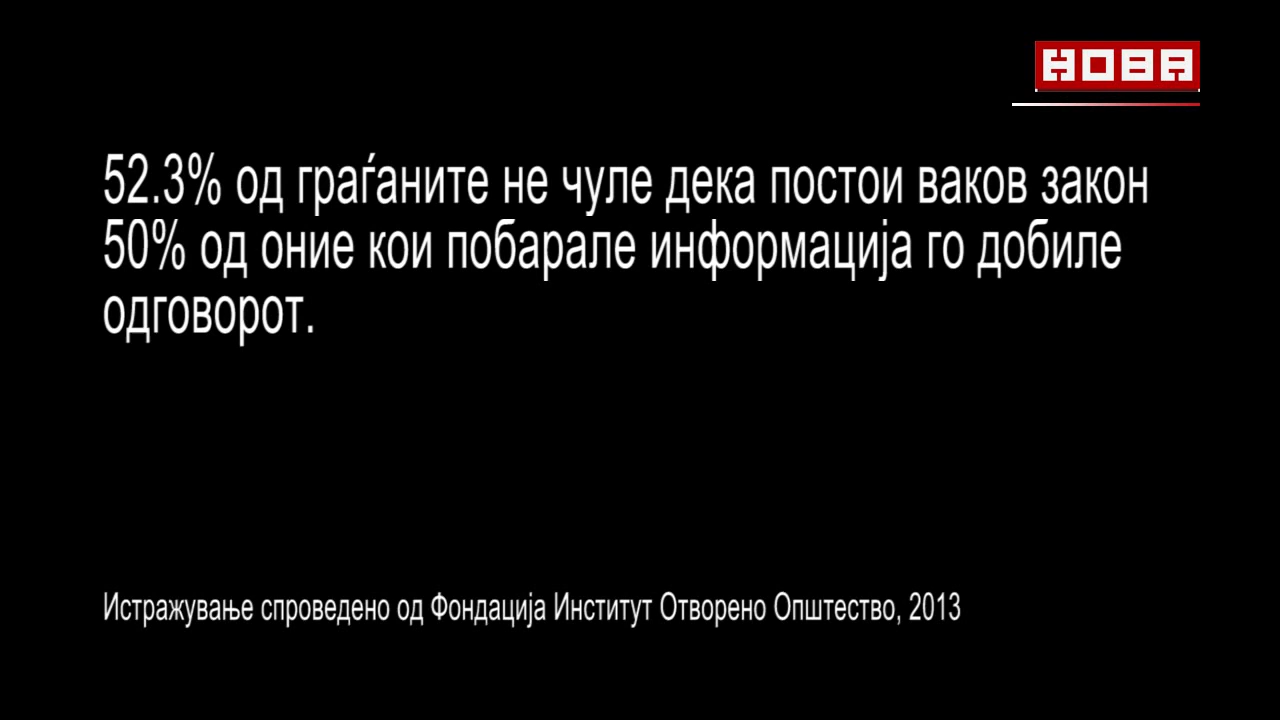 НОВА
52.3% од граѓаните не чуле дека постои ваков закон
50% од оние кои побарале информација го добиле
одговорот.
Истражување спроведено од Фондација Институт Отворено Општество, 2013